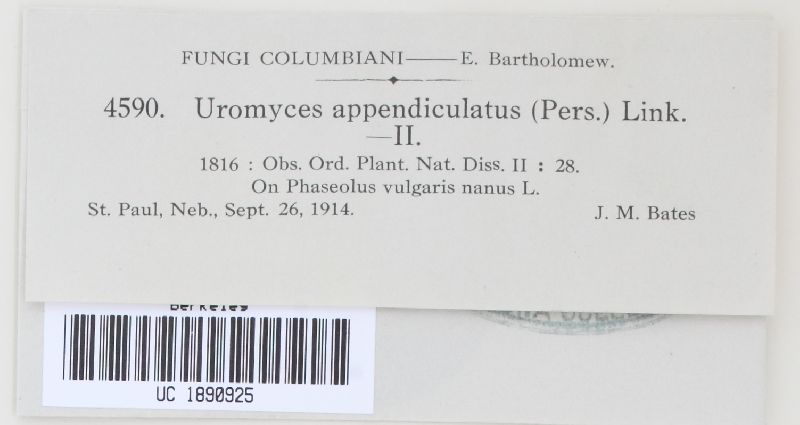 FUNGI COLUMBIANI——E. Bartholomew.
4590. Uromyces appendiculatus (Pers.) Link.
—II.
1816 : Obs. Ord. Plant. Nat. Diss. II : 28.
On Phaseolus vulgaris nanus L.
St. Paul, Neb., Sept. 26, 1914. J. M. Bates
Berkeley
UC 1890925